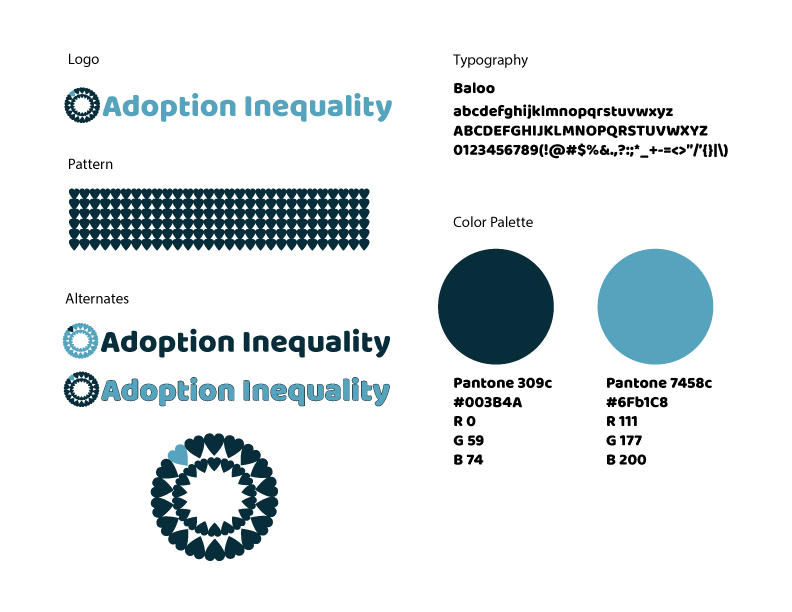 Logo
Adoption Inequality
Pattern
Alternates
Adoption Inequality
Adoption Inequality
Typography
Baloo
abcdefghijklmnopqrstuvwxyz
ABCDEFGHIJKLMNOPQRSTUVWXYZ
0123456789(!@#$%&.,?:;*_+-=<>"/'{}|\)
Color Palette
Pantone 309c
#003B4A
R 0
G 59
B 74
Pantone 7458c
#6Fb1C8
R 111
G 177
B 200